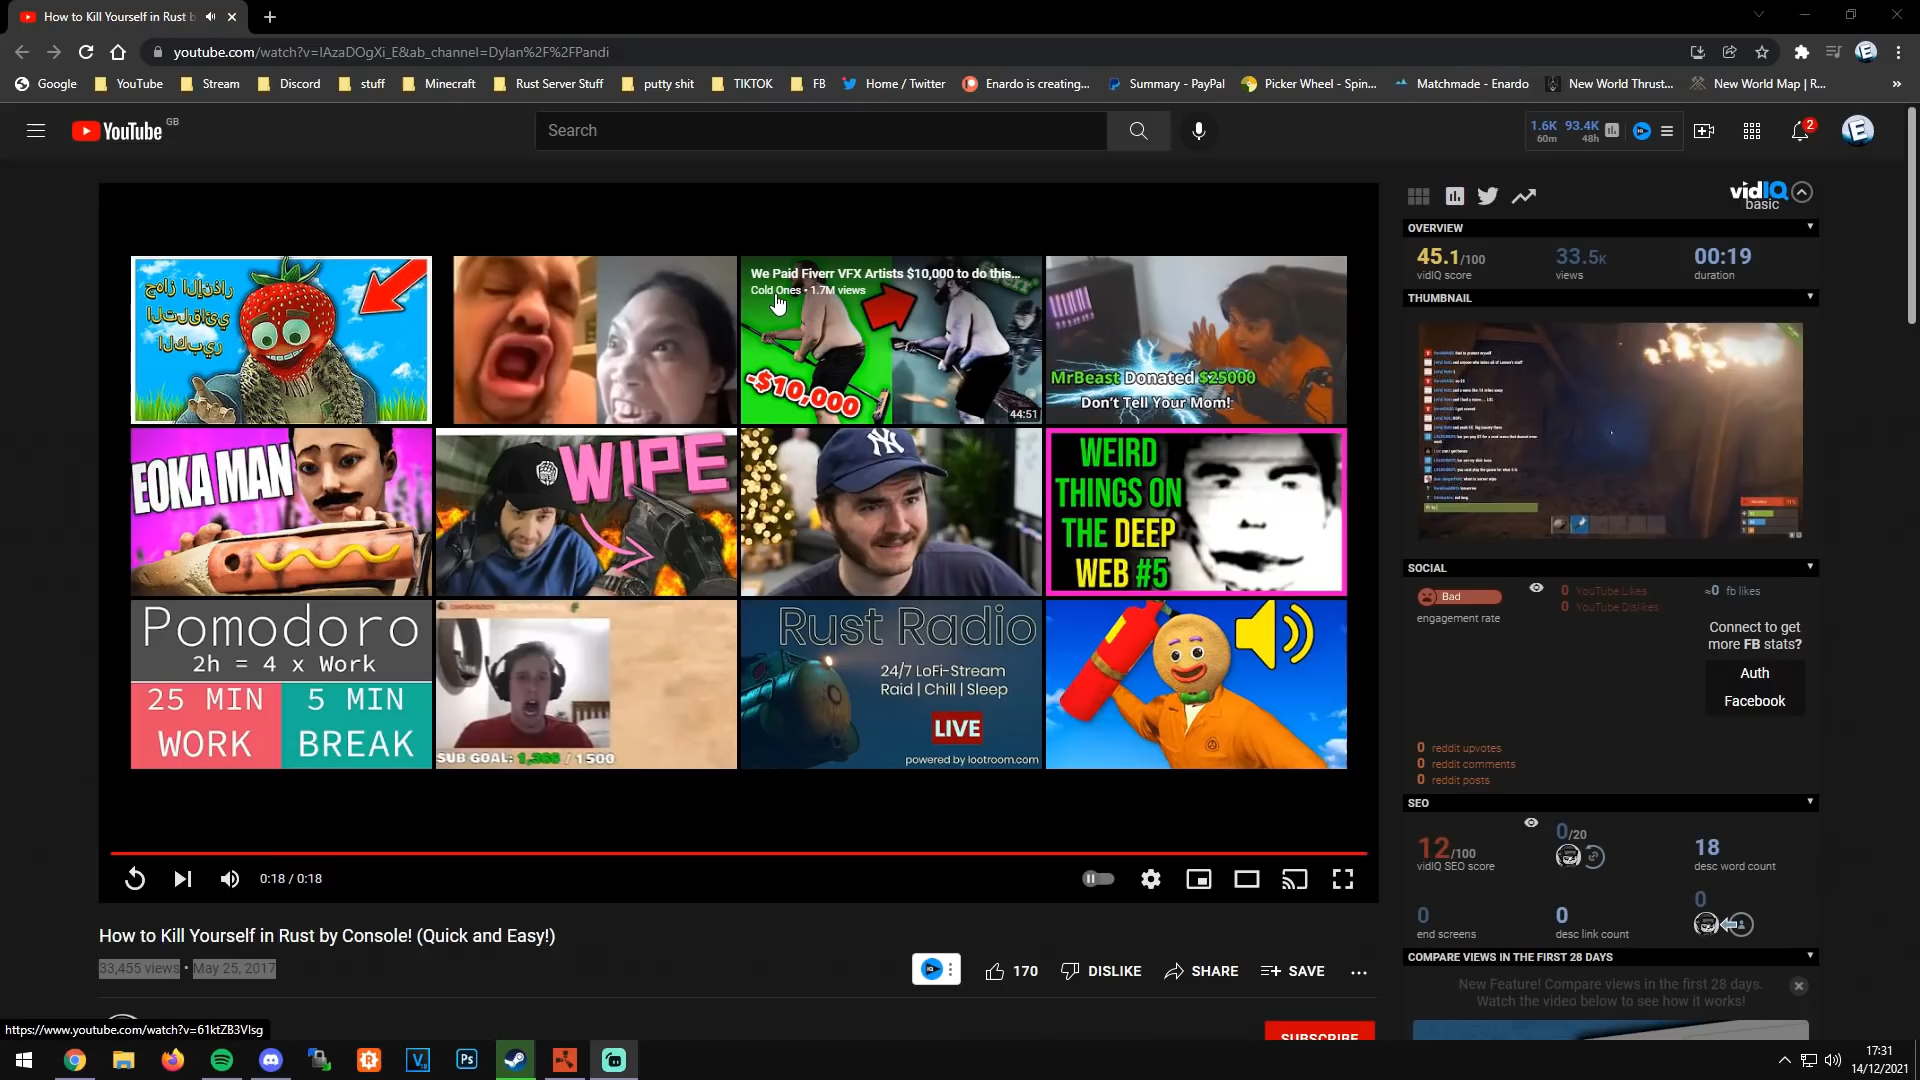 How to Kill Yourself in Rust b
youtube.com/watch?v=IAzaDOgXi_E&ab_channel=Dylan%2F%2FPandi
Google YouTube Stream Discord stuff Minecraft Rust Server Stuff putty shit TIKTOK FB Home / Twitter Enardo is creating... Summary - PayPal Picker Wheel - Spin... Matchmade - Enardo New World Thrust... New World Map | R... »
YouTube GB
Search
1.6K 93.4K
60m 48h
2
E
vidIQ
basic
OVERVIEW
45.1/100 33.5K 00:19
vidIQ score views duration
THUMBNAIL
جهاز الإنذار
التلقائي
الكبير
We Paid Fiverr VFX Artists $10,000 to do this...
Cold Ones • 1.7M views
-$10,000
44:51
MrBeast Donated $25000
Don't Tell Your Mom!
EOKA MAN
WIPE
WEIRD
THINGS ON
THE DEEP
WEB #5
Pomodoro
2h = 4 x Work
25 MIN 5 MIN
WORK BREAK
SUB GOAL: 1,366 / 1500
Rust Radio
24/7 LoFi-Stream
Raid | Chill | Sleep
LIVE
powered by lootroom.com
SOCIAL
Bad
engagement rate
0 YouTube Likes
0 YouTube Dislikes
≈0 fb likes
Connect to get
more FB stats?
Auth
Facebook
0 reddit upvotes
0 reddit comments
0 reddit posts
SEO
12/100
vidIQ SEO score
0/20
18
desc word count
0
end screens
0
desc link count
0
COMPARE VIEWS IN THE FIRST 28 DAYS
New Feature! Compare views in the first 28 days.
Watch the video below to see how it works!
0:18 / 0:18
How to Kill Yourself in Rust by Console! (Quick and Easy!)
33,455 views • May 25, 2017
170 DISLIKE SHARE SAVE ...
SUBSCRIBE
https://www.youtube.com/watch?v=61ktZB3VIsg
Ps
17:31
14/12/2021